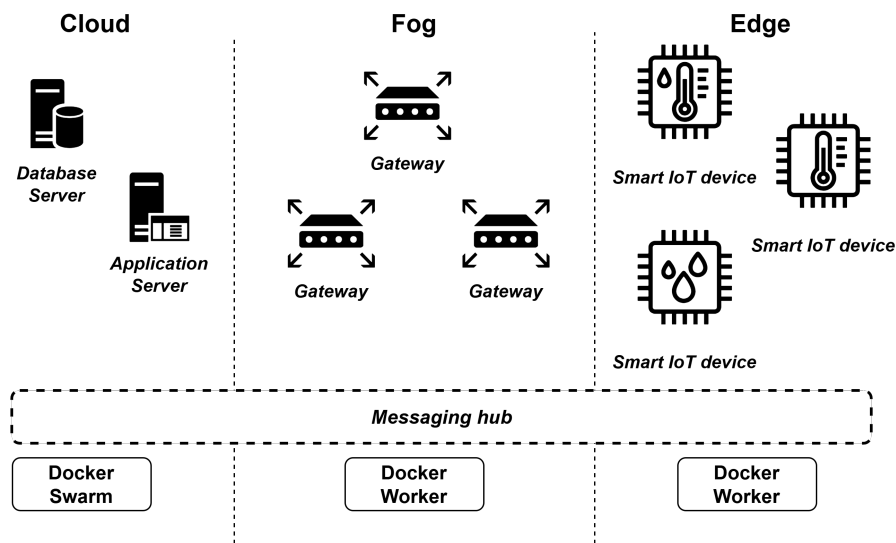 Cloud
Fog
Edge
Database
Server
Application
Server
Gateway
Gateway
Gateway
Smart IoT device
Smart IoT device
Smart IoT device
Messaging hub
Docker
Swarm
Docker
Worker
Docker
Worker